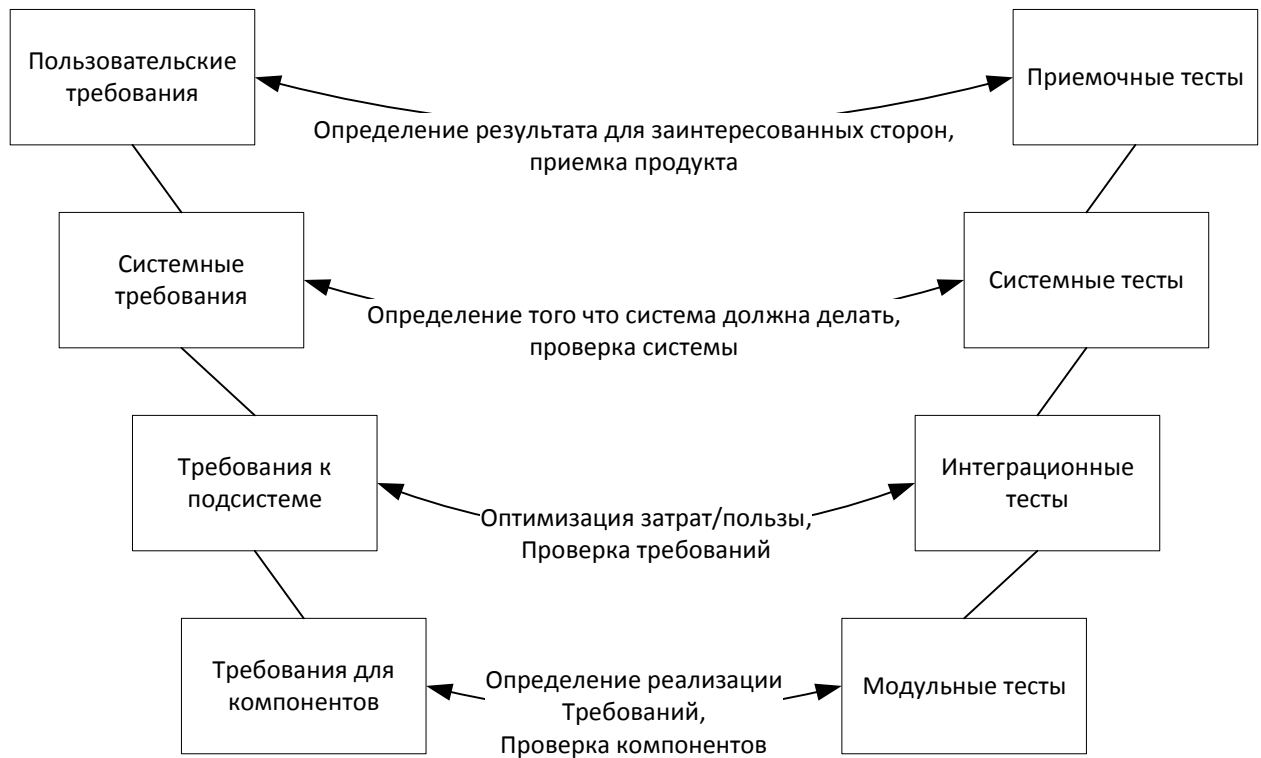 Пользовательские
требования
Приемочные тесты
Определение результата для заинтересованных сторон,
приемка продукта
Системные
требования
Системные тесты
Определение того что система должна делать,
проверка системы
Требования к
подсистеме
Интеграционные
тесты
Оптимизация затрат/пользы,
Проверка требований
Требования для
компонентов
Определение реализации
Требований,
Проверка компонентов
Модульные тесты